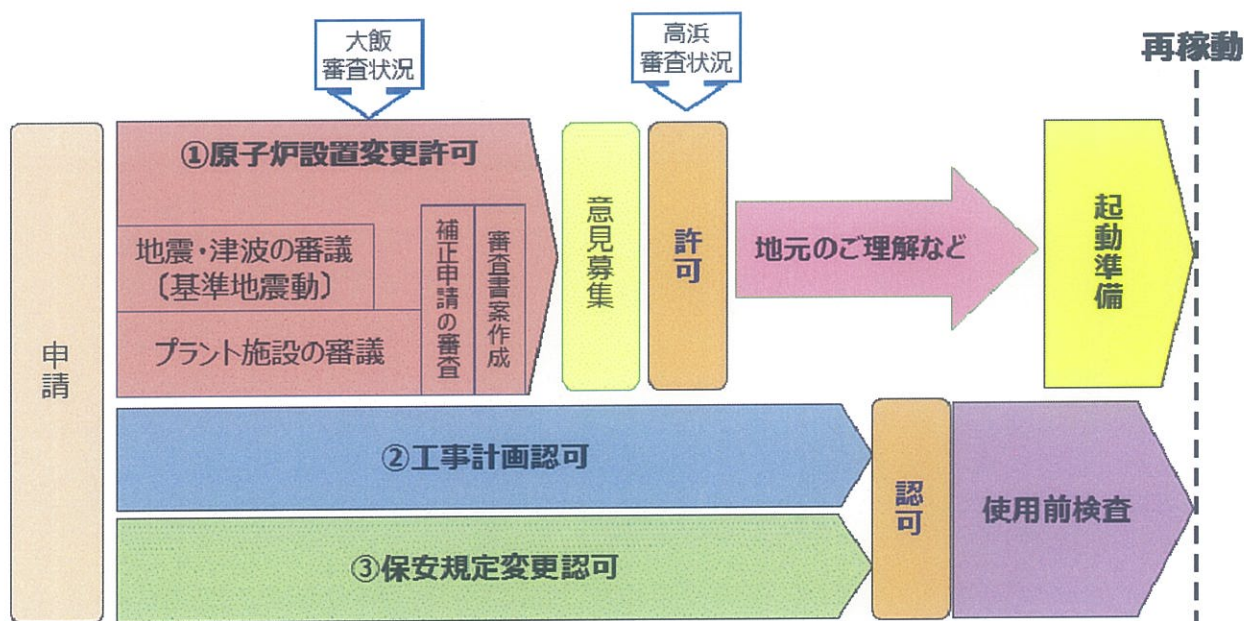 大飯
審査状況
高浜
審査状況
再稼動
申請
①原子炉設置変更許可
地震・津波の審議
〔基準地震動〕
プラント施設の審議
補正申請の審査
審査書案作成
意見募集
許可
地元のご理解など
起動準備
②工事計画認可
③保安規定変更認可
認可
使用前検査